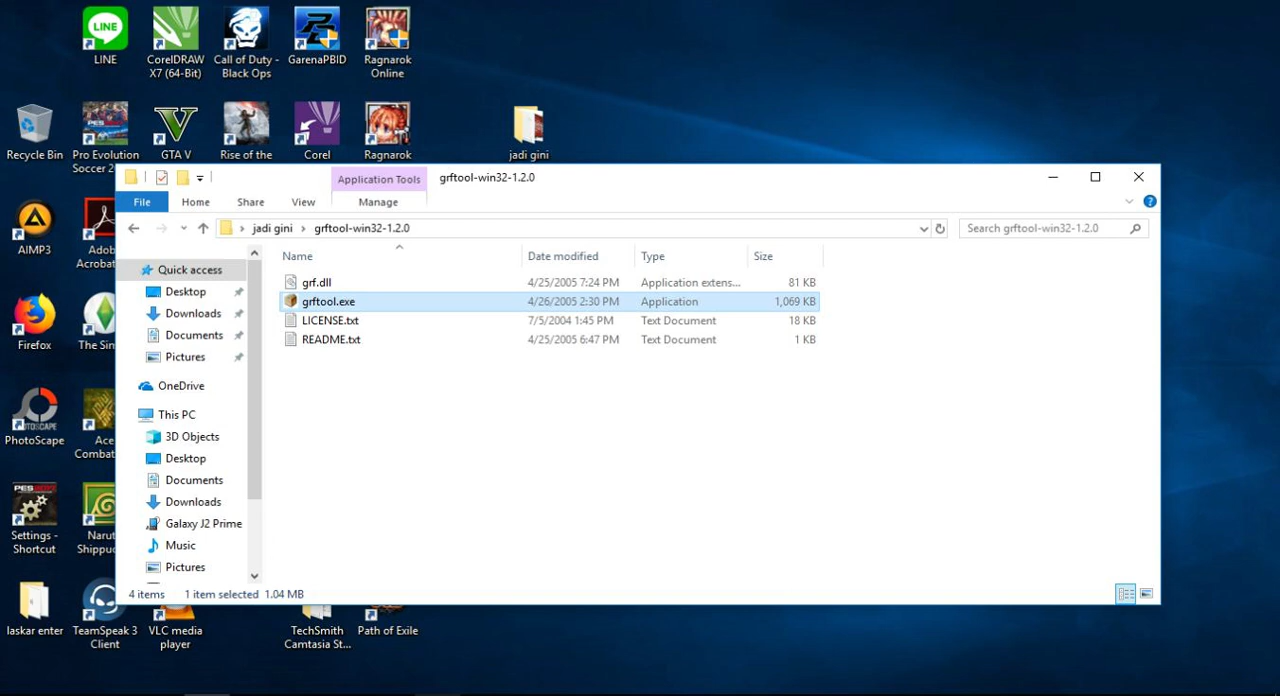 LINE
CorelDRAW
X7 (64-Bit)
Call of Duty -
Black Ops
GarenaPBID
Ragnarok
Online
Recycle Bin
Pro Evolution
Soccer 2
GTA V
Rise of the
Corel
Ragnarok
jadi gini
Application Tools
grftool-win32-1.2.0
File
Home
Share
View
Manage
jadi gini
grftool-win32-1.2.0
Search grftool-win32-1.2.0
Name
Date modified
Type
Size
grf.dll 4/25/2005 7:24 PM Application extens... 81 KB
grftool.exe 4/26/2005 2:30 PM Application 1,069 KB
LICENSE.txt 7/5/2004 1:45 PM Text Document 18 KB
README.txt 4/25/2005 6:47 PM Text Document 1 KB
Quick access
Desktop
Downloads
Documents
Pictures
OneDrive
This PC
3D Objects
Desktop
Documents
Downloads
Galaxy J2 Prime
Music
Pictures
4 items
1 item selected 1.04 MB
AIMP3
Adob
Acrobat
Firefox
The Sim
PhotoScape
Ace
Combat
Settings -
Shortcut
Narut
Shippud
laskar enter
TeamSpeak 3
Client
VLC media
player
TechSmith
Camtasia St...
Path of Exile